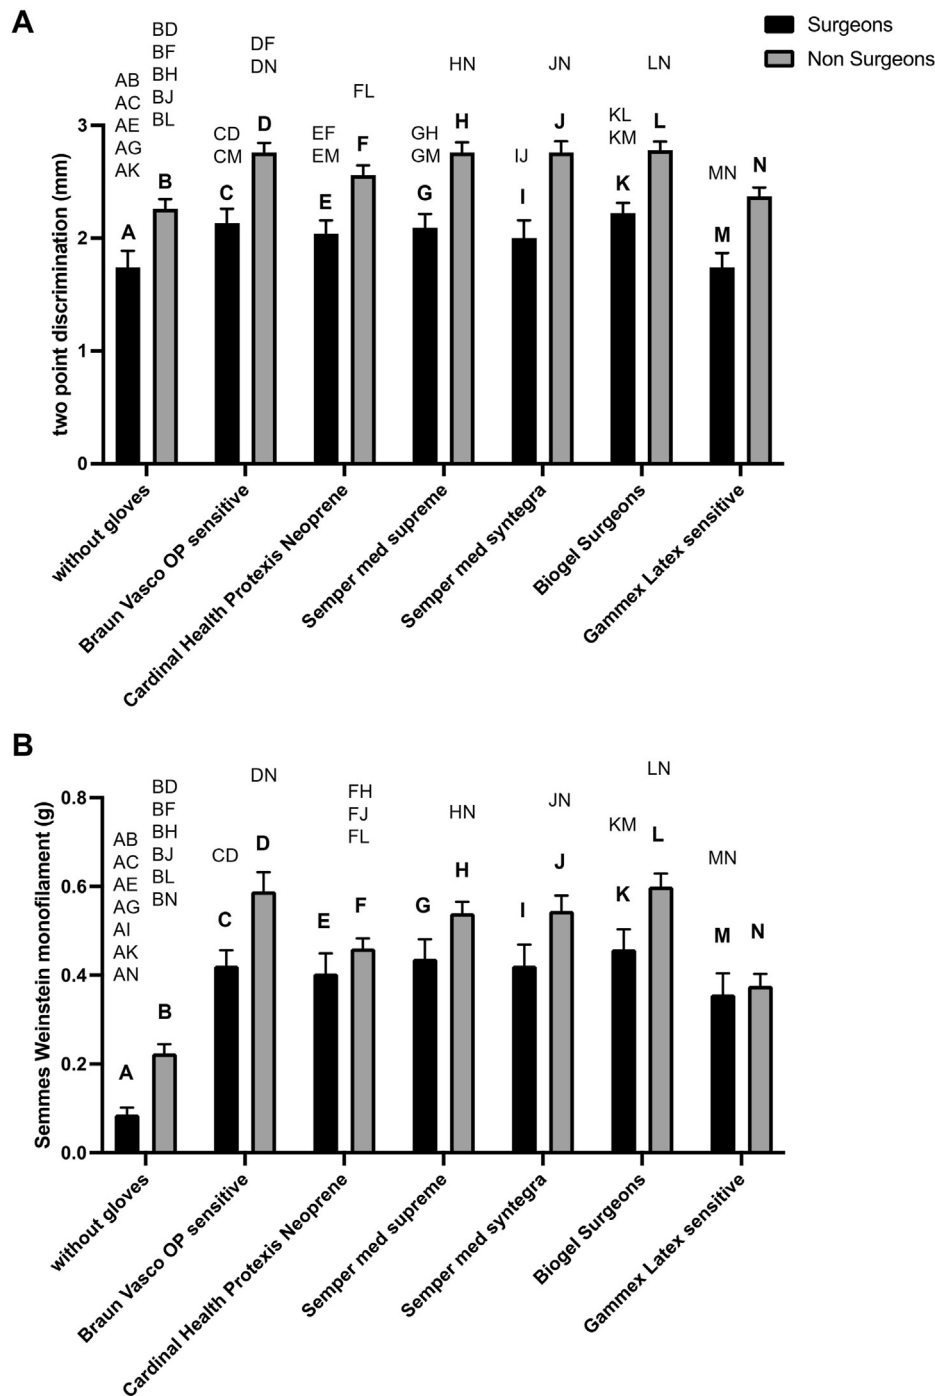 A
Surgeons
Non Surgeons
two point discrimination (mm)
3
2
1
0
AB
AC
AE
AG
AK
A
BD
BF
BH
BJ
BL
B
CD
CM
C
DF
DN
D
EF
EM
E
FL
F
GH
GM
G
HN
H
IJ
I
JN
J
KL
KM
K
LN
L
MN
M
N
without gloves
Braun Vasco OP sensitive
Cardinal Health Protexis Neoprene
Semper med supreme
Semper med syntegra
Biogel Surgeons
Gammex Latex sensitive
B
Semmes Weinstein monofilament (g)
0.8
0.6
0.4
0.2
0.0
AB
AC
AE
AG
AI
AK
AN
A
BD
BF
BH
BJ
BL
BN
B
CD
C
DN
D
E
FH
FJ
FL
F
G
HN
H
I
JN
J
KM
K
LN
L
MN
M
N
without gloves
Braun Vasco OP sensitive
Cardinal Health Protexis Neoprene
Semper med supreme
Semper med syntegra
Biogel Surgeons
Gammex Latex sensitive